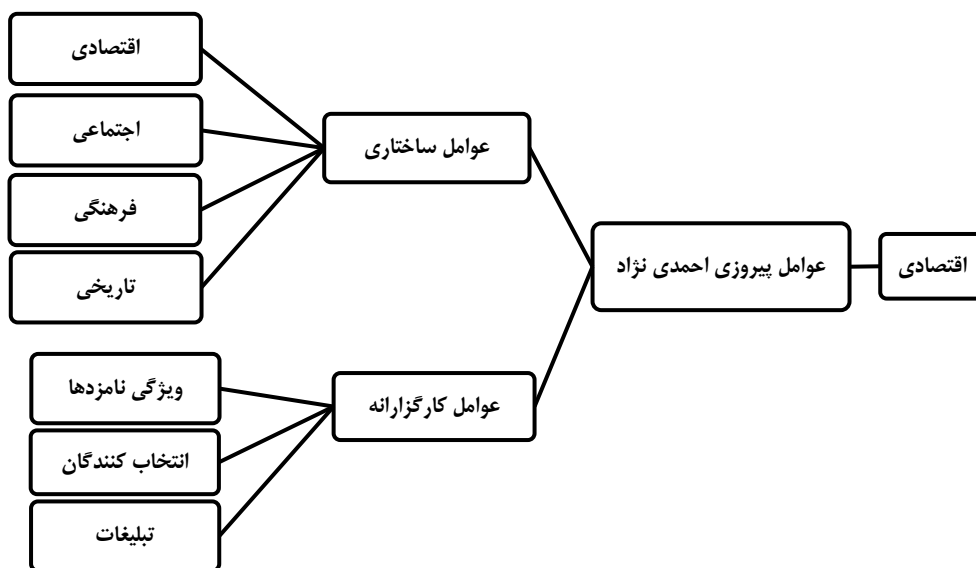 اقتصادی
عوامل پیروزی احمدی نژاد
عوامل ساختاری
اقتصادی
اجتماعی
فرهنگی
تاریخی
عوامل کارگزارانه
ویژگی نامزدها
انتخاب کنندگان
تبلیغات